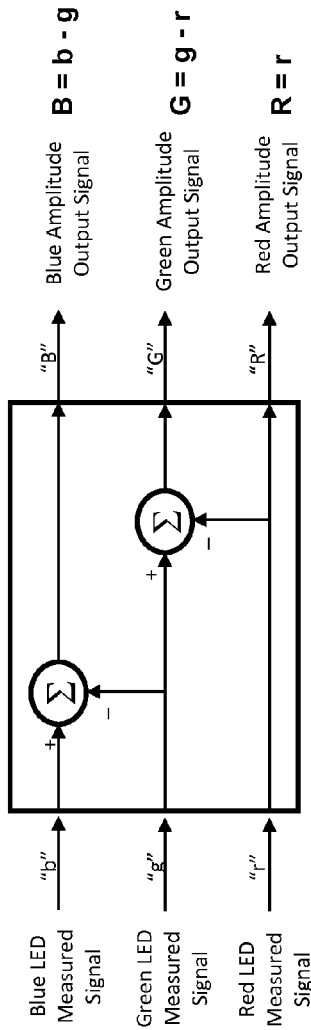 Blue LED
Measured
Signal
"b"
+
−
Σ
"B"
Blue Amplitude
Output Signal
B = b - g
Green LED
Measured
Signal
"g"
+
−
Σ
"G"
Green Amplitude
Output Signal
G = g - r
Red LED
Measured
Signal
"r"
"R"
Red Amplitude
Output Signal
R = r